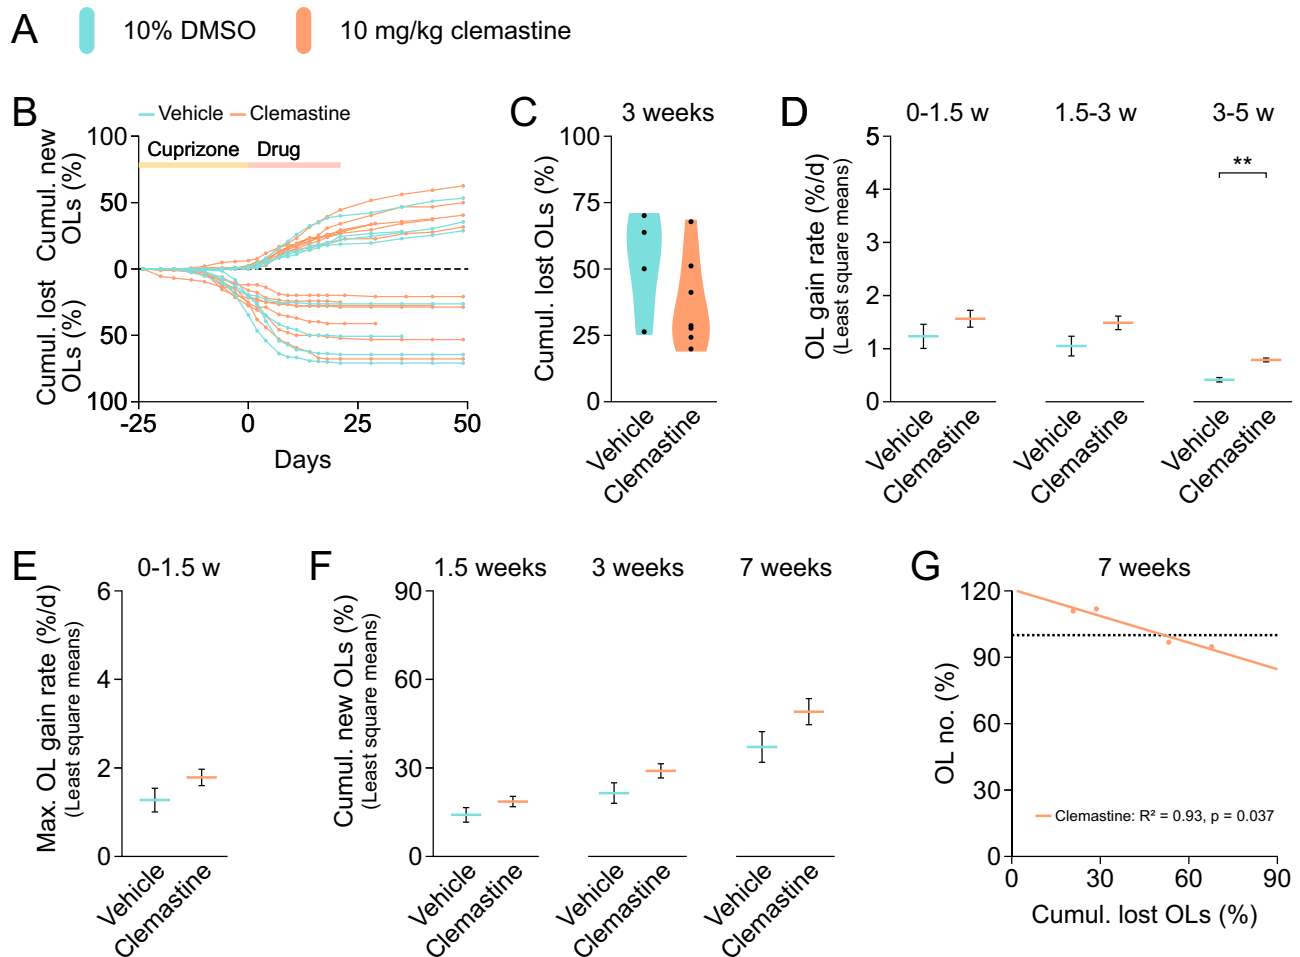 A
10% DMSO
10 mg/kg clemastine
B
Vehicle
Clemastine
Cumul. new
OLs (%)
Cumul. lost
OLs (%)
100
50
0
50
100
Cuprizone
Drug
-25
0
25
50
Days
C
3 weeks
Cumul. lost OLs (%)
100
75
50
25
0
Vehicle
Clemastine
D
0-1.5 w
1.5-3 w
3-5 w
OL gain rate (%/d)
(Least square means)
5
4
3
2
1
0
**
Vehicle
Clemastine
Vehicle
Clemastine
Vehicle
Clemastine
E
0-1.5 w
Max. OL gain rate (%/d)
(Least square means)
6
4
2
0
Vehicle
Clemastine
F
1.5 weeks
3 weeks
7 weeks
Cumul. new OLs (%)
(Least square means)
90
60
30
0
Vehicle
Clemastine
Vehicle
Clemastine
Vehicle
Clemastine
G
7 weeks
OL no. (%)
120
90
60
30
0
Clemastine: R² = 0.93, p = 0.037
0
30
60
90
Cumul. lost OLs (%)